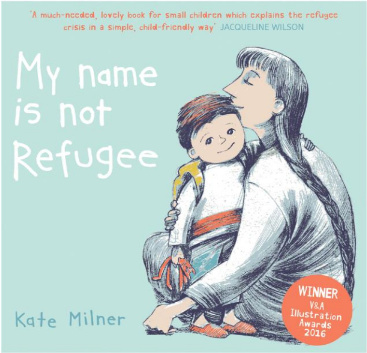 "A much-needed, lovely book for small children which explains the refugee
crisis in a simple, child-friendly way" JACQUELINE WILSON
My name
is not
Refugee
Kate Milner
WINNER
V&A
Illustration
Awards
2016